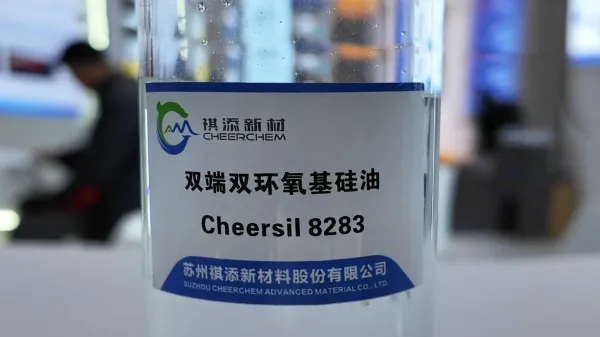 祺添新材
CHEERCHEM
双端双环氧基硅油
Cheersil 8283
苏州祺添新材料股份有限公司
SUZHOU CHEERCHEM ADVANCED MATERIAL CO., LTD.